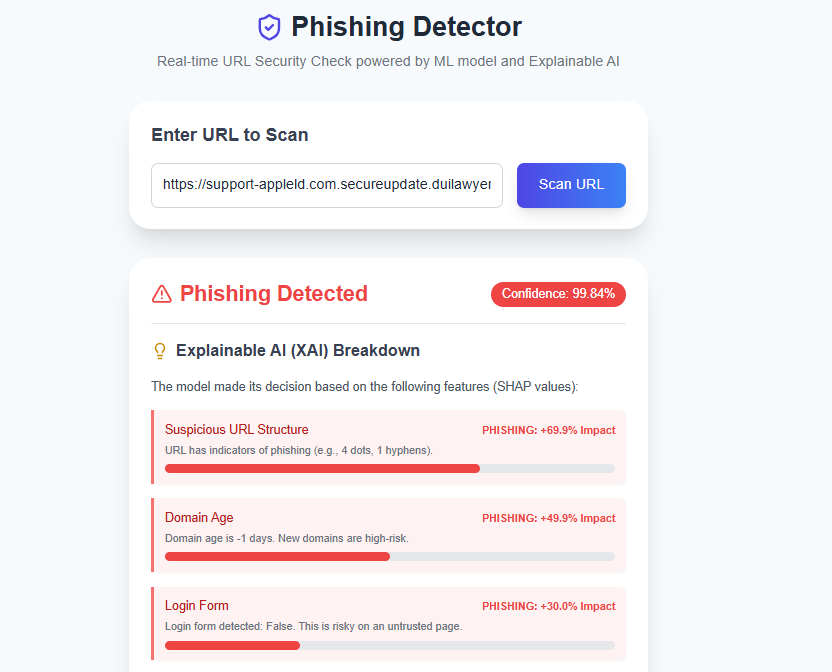 Phishing Detector
Real-time URL Security Check powered by ML model and Explainable AI
Enter URL to Scan
https://support-appleld.com.secureupdate.duilawyer
Scan URL
Phishing Detected
Confidence: 99.84%
Explainable AI (XAI) Breakdown
The model made its decision based on the following features (SHAP values):
Suspicious URL Structure
PHISHING: +69.9% Impact
URL has indicators of phishing (e.g., 4 dots, 1 hyphens).
Domain Age
PHISHING: +49.9% Impact
Domain age is -1 days. New domains are high-risk.
Login Form
PHISHING: +30.0% Impact
Login form detected: False. This is risky on an untrusted page.